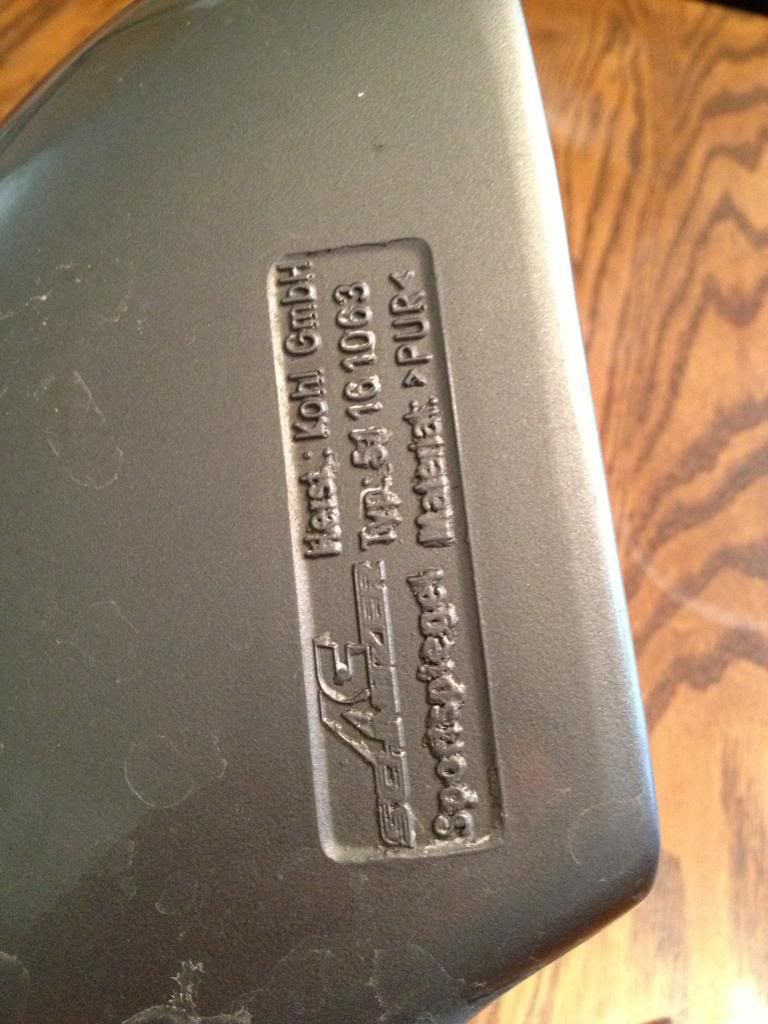 AC
SCHNITZER
Sportspiegel
Herst.: Kohl GmbH
Typ.: 51 16 1063
Material: >PUR<